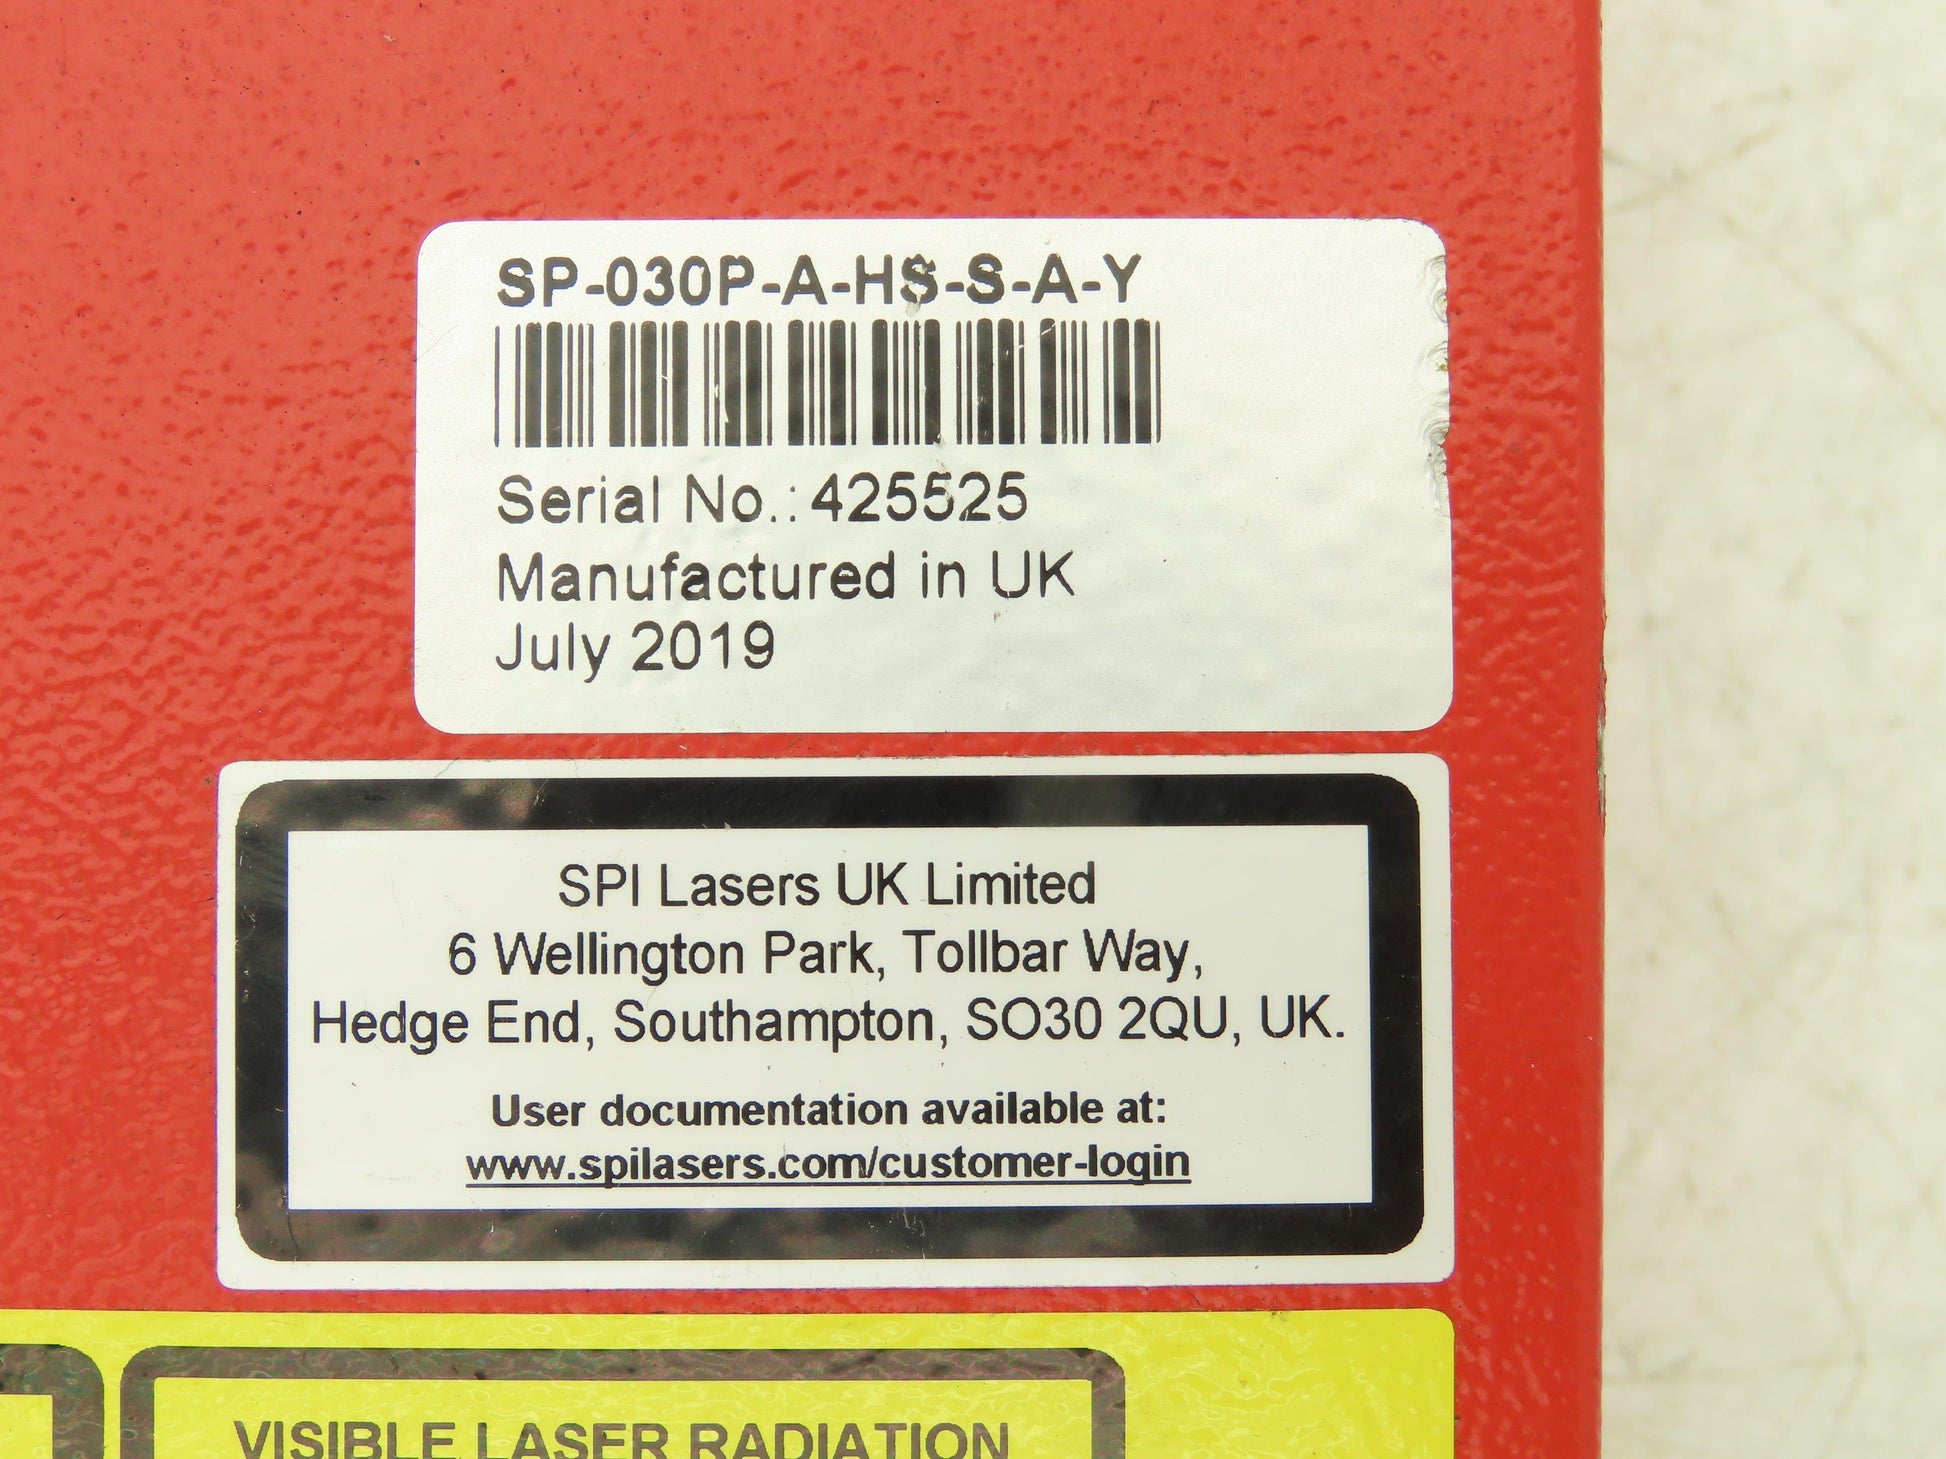 SP-030P-A-HS-S-A-Y
Serial No.: 425525
Manufactured in UK
July 2019
SPI Lasers UK Limited
6 Wellington Park, Tollbar Way,
Hedge End, Southampton, SO30 2QU, UK.
User documentation available at:
www.spilasers.com/customer-login
VISIBLE LASER RADIATION